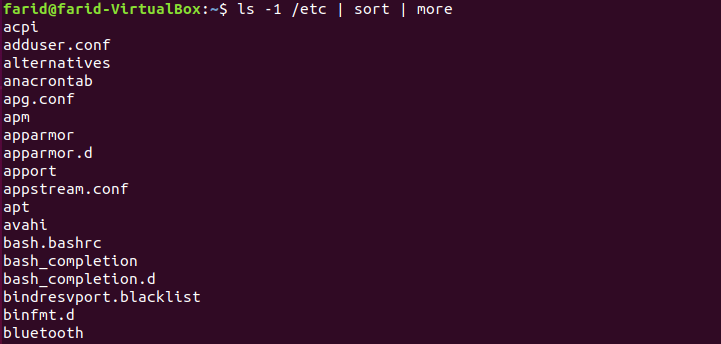 farid@farid-VirtualBox:~$ ls -1 /etc | sort | more
acpi
adduser.conf
alternatives
anacrontab
apg.conf
apm
apparmor
apparmor.d
apport
appstream.conf
apt
avahi
bash.bashrc
bash_completion
bash_completion.d
bindresvport.blacklist
binfmt.d
bluetooth